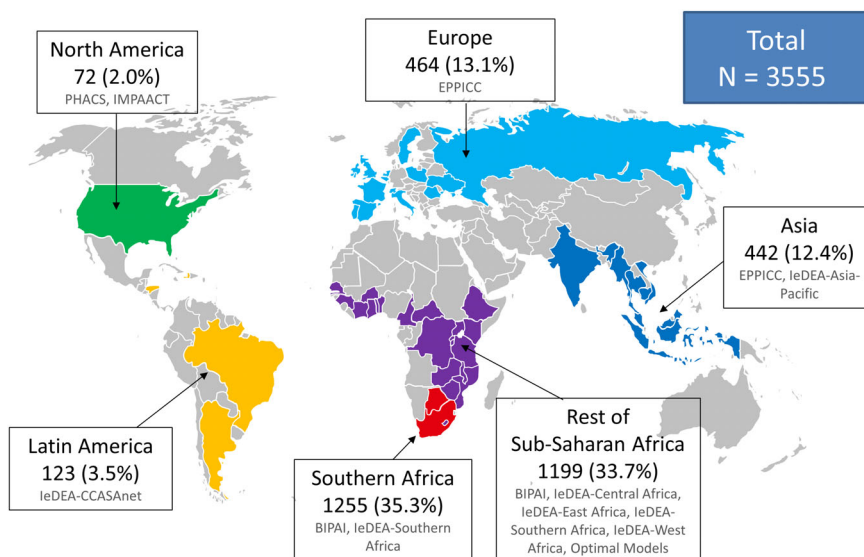 North America
72 (2.0%)
PHACS, IMPAACT
Europe
464 (13.1%)
EPPICC
Total
N = 3555
Asia
442 (12.4%)
EPPICC, IeDEA-Asia-
Pacific
Latin America
123 (3.5%)
IeDEA-CCASAnet
Southern Africa
1255 (35.3%)
BIPAI, IeDEA-Southern
Africa
Rest of
Sub-Saharan Africa
1199 (33.7%)
BIPAI, IeDEA-Central Africa,
IeDEA-East Africa, IeDEA-
Southern Africa, IeDEA-West
Africa, Optimal Models